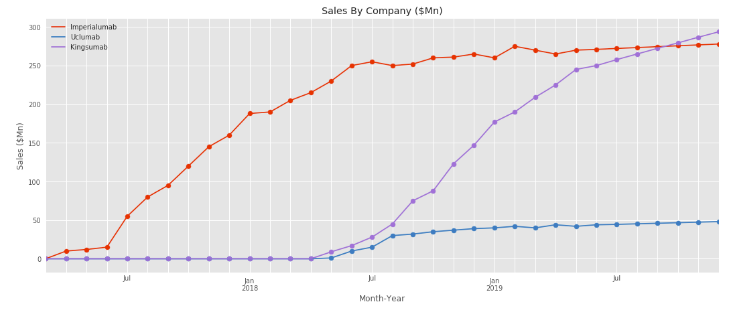 Sales By Company ($Mn)
Imperialumab
Uclumab
Kingsumab
300
250
200
150
100
50
0
Sales ($Mn)
Jul
Jan
2018
Jul
Jan
2019
Jul
Month-Year